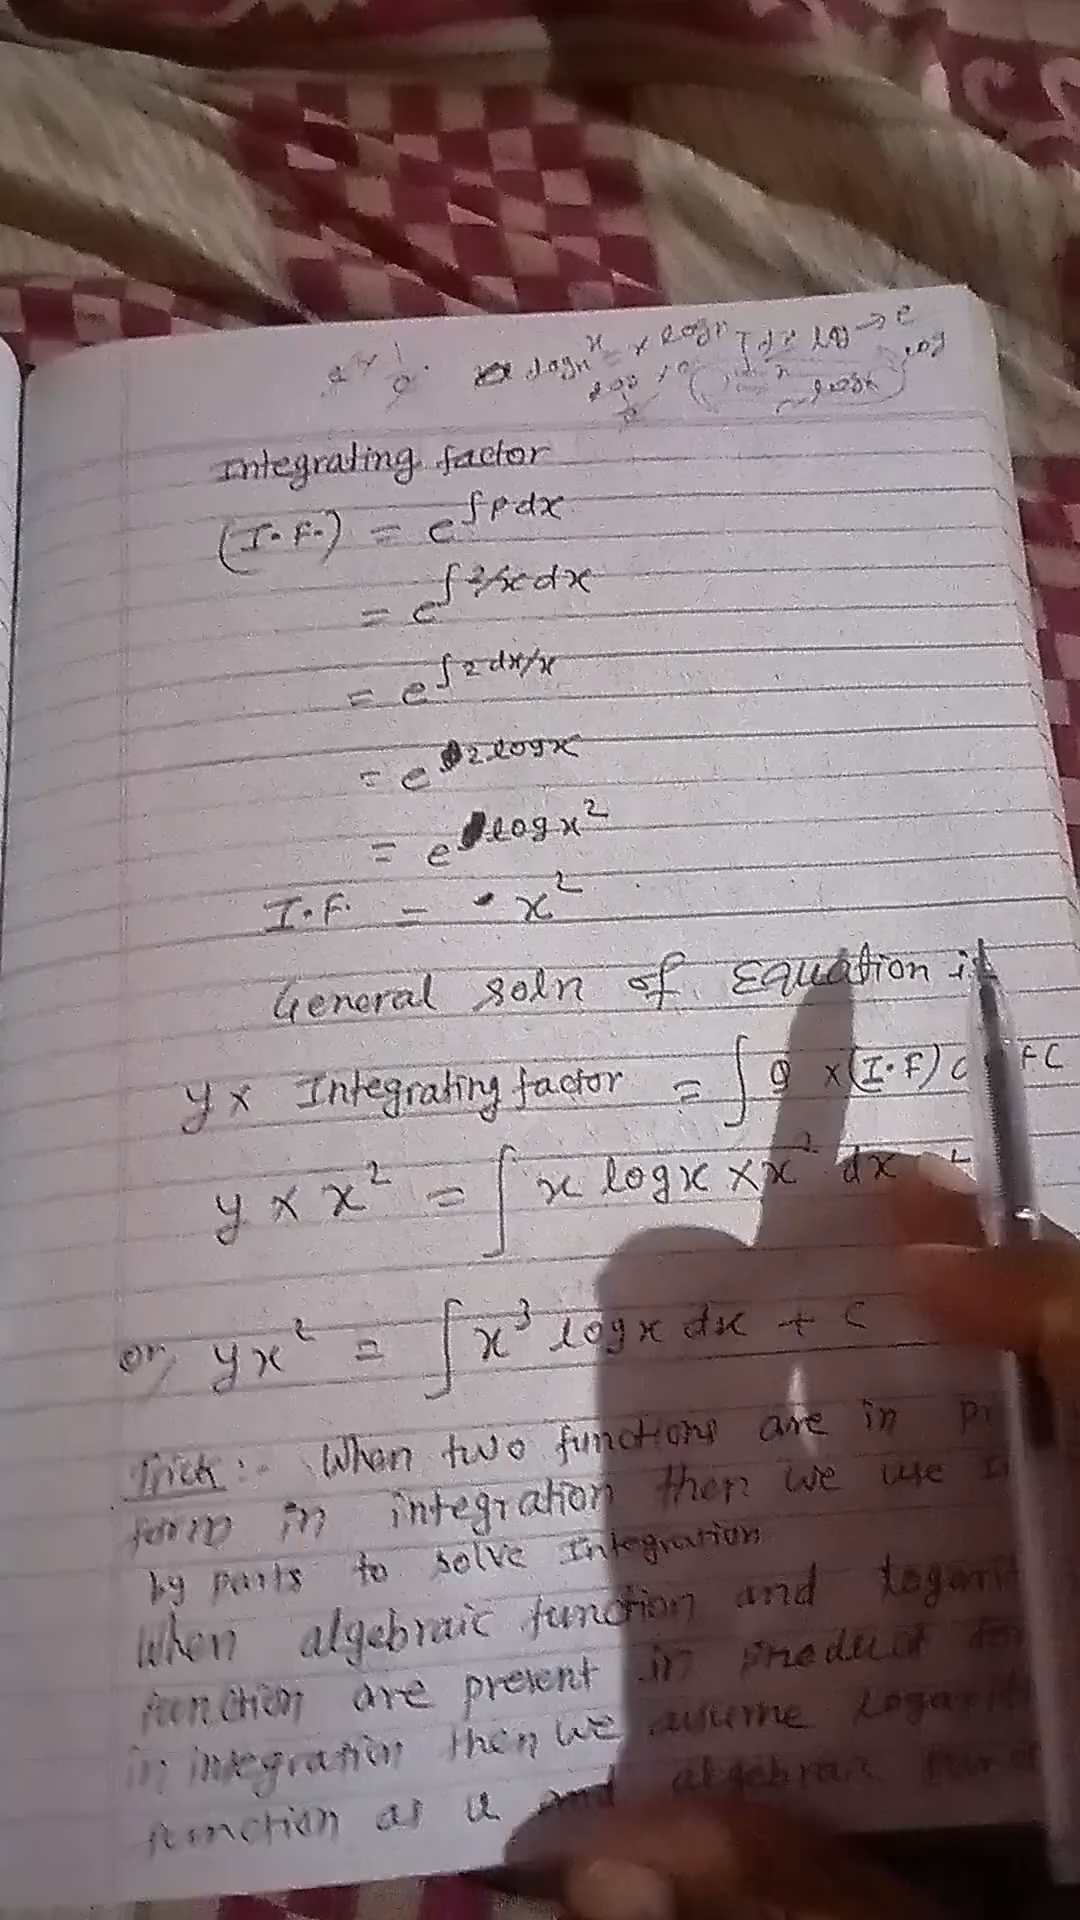 Integrating factor
(I.F.) = e^∫pdx
= e^∫2/x dx
= e^∫2 dx/x
= e^2logx
= e^logx²
I.F. = x²
General soln of Equation is
y x Integrating factor = ∫Q x (I.F) +C
y × x² = ∫ x logx × x² dx
or, yx² = ∫x³ logx dx + C
Trick :- When two functions are in
form in integration then we use
by parts to solve Integration
When algebraic function and
function are present in product
in integration then we assume
function as u and algebraic